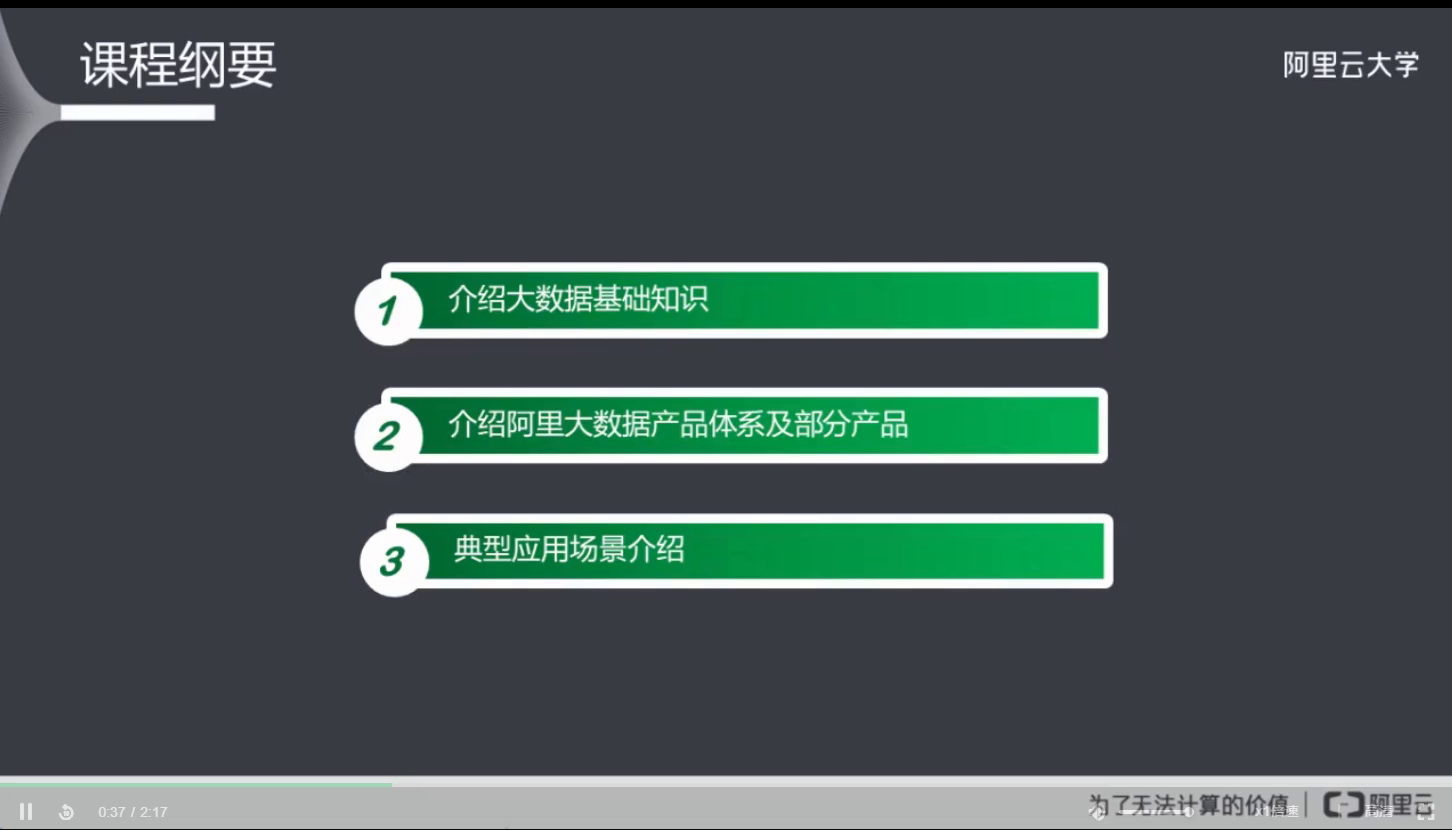 课程纲要
阿里云大学
1 介绍大数据基础知识
2 介绍阿里大数据产品体系及部分产品
3 典型应用场景介绍
0:37 / 2:17
为了无法计算的价值 | 阿里云
高清